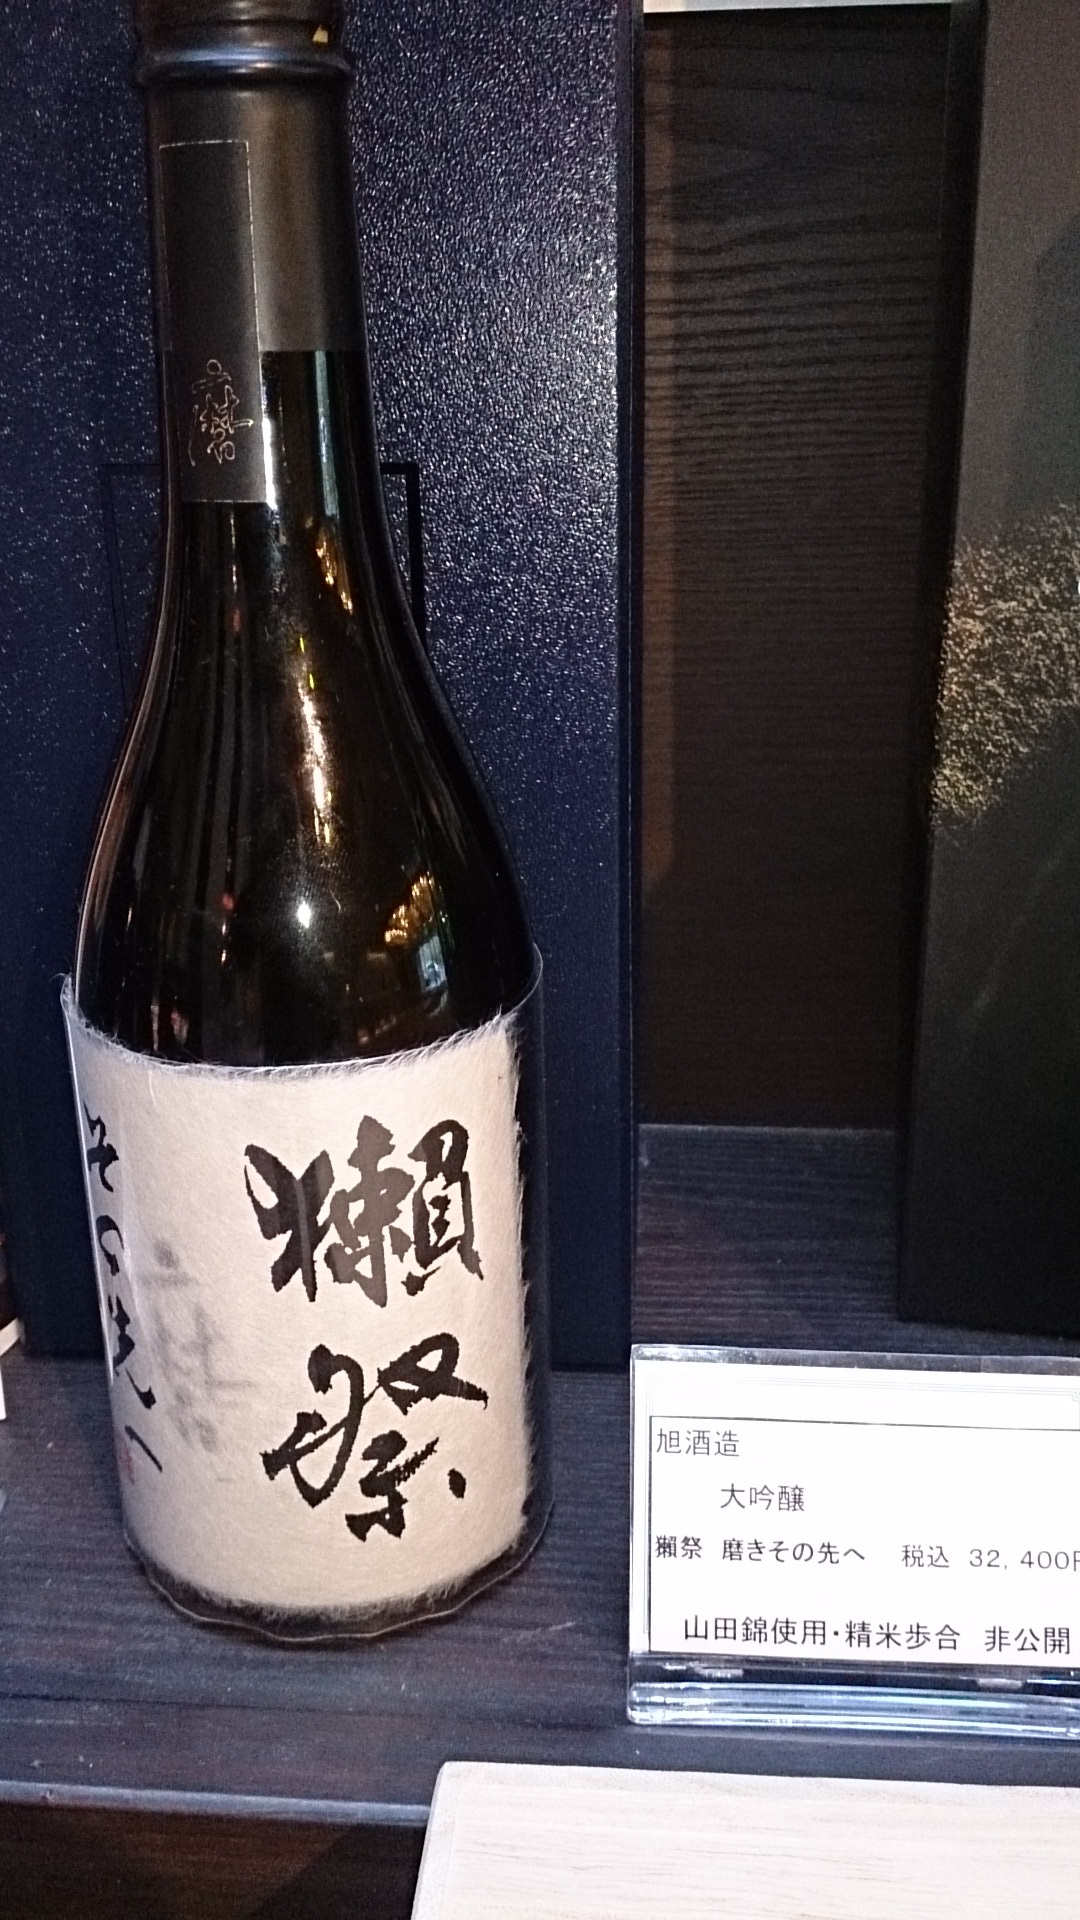 磨
獺祭
その先へ
磨
旭酒造
大吟醸
獺祭 磨きその先へ 税込 32,400円
山田錦使用・精米歩合 非公開